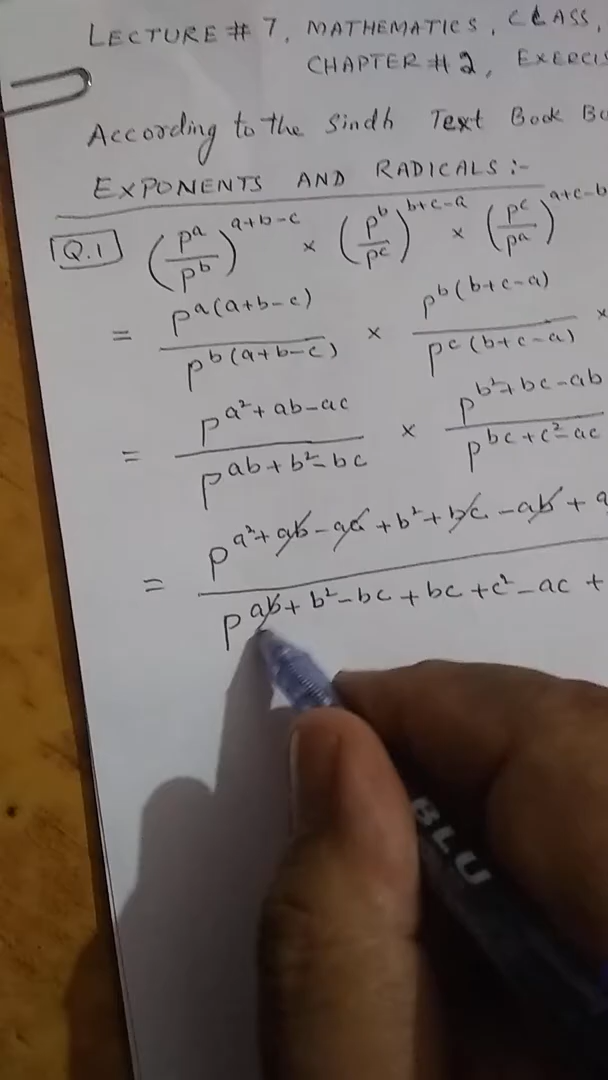 LECTURE # 7, MATHEMATICS, CLASS,
CHAPTER # 2,
According to the Sindh Text Book
EXPONENTS AND RADICALS :-
Q.1 (P^a/P^b)^(a+b-c) × (P^b/P^c)^(b+c-a) × (P^c/P^a)^(a+c-b
= P^a(a+b-c)/P^b(a+b-c) × P^b(b+c-a)/P^c(b+c-a) ×
= P^(a²+ab-ac)/P^(ab+b²-bc) × P^(b²+bc-ab)/P^(bc+c²-ac)
= P^(a²+ab-ac+b²+bc-ab+)/P^(ab+b²-bc+bc+c²-ac+)
BLU